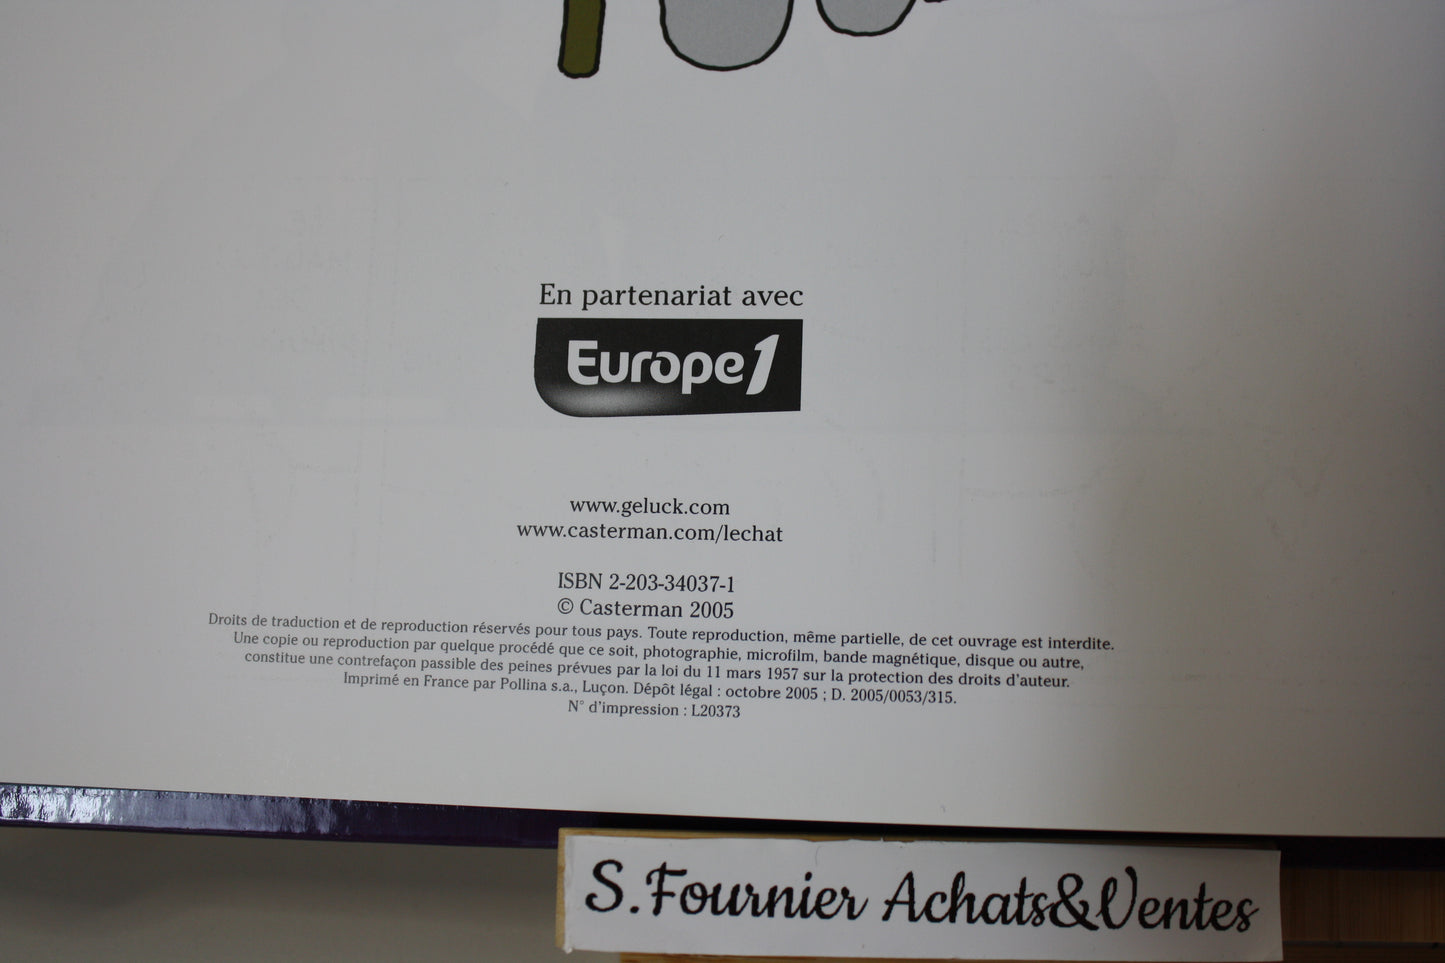 En partenariat avec
Europe 1
www.geluck.com
www.casterman.com/lechat
ISBN 2-203-34037-1
© Casterman 2005
Droits de traduction et de reproduction réservés pour tous pays. Toute reproduction, même partielle, de cet ouvrage est interdite.
Une copie ou reproduction par quelque procédé que ce soit, photographie, microfilm, bande magnétique, disque ou autre,
constitue une contrefaçon passible des peines prévues par la loi du 11 mars 1957 sur la protection des droits d'auteur.
Imprimé en France par Pollina s.a., Luçon. Dépôt légal : octobre 2005 ; D. 2005/0053/315.
N° d'impression : L20373
S.Fournier Achats&Ventes